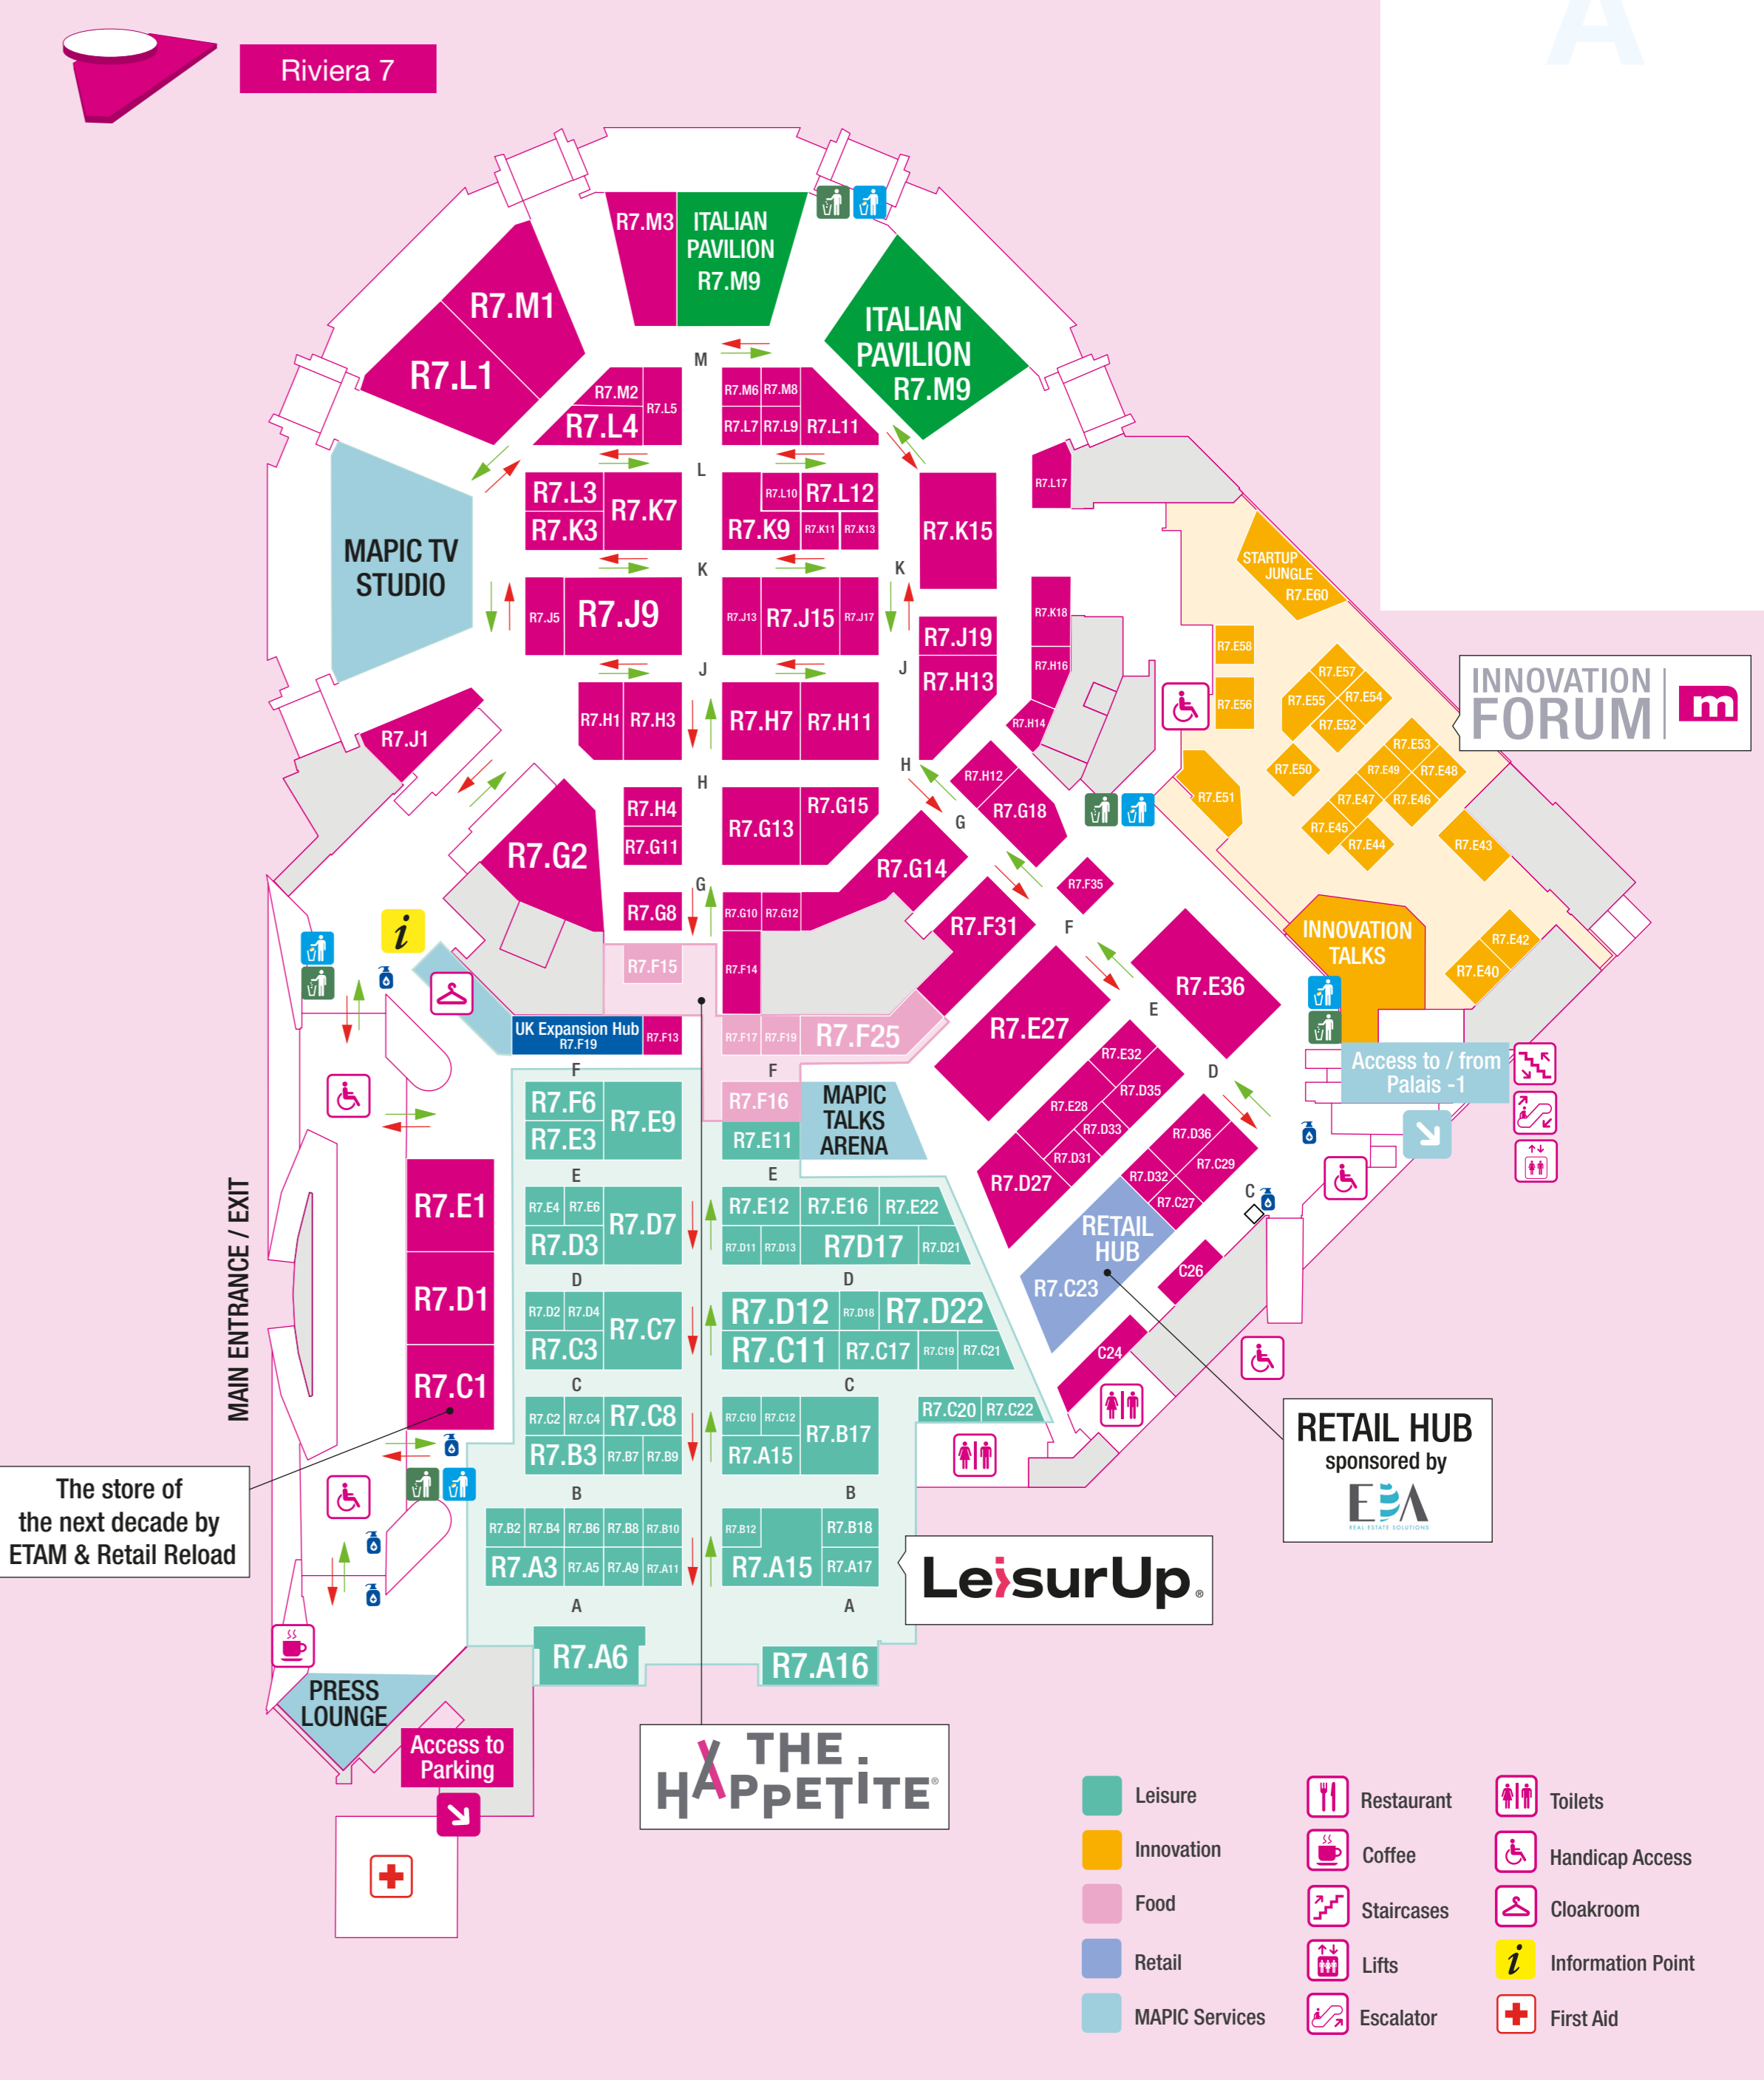 A
Riviera 7
R7.M3
ITALIAN
PAVILION
R7.M9
R7.M1
R7.L1
ITALIAN
PAVILION
R7.M9
M
R7.M2
R7.L4
R7.L5
R7.M6
R7.M8
R7.L7
R7.L9
R7.L11
L
R7.L3
R7.K3
R7.K7
R7.K9
R7.L10
R7.L12
R7.K11
R7.K13
R7.K15
R7.L17
MAPIC TV
STUDIO
K
K
R7.J5
R7.J9
R7.J13
R7.J15
R7.J17
R7.J19
R7.H13
R7.K18
R7.H16
R7.H14
J
J
STARTUP
JUNGLE
R7.E60
R7.E58
R7.E56
R7.E57
R7.E55
R7.E54
R7.E52
R7.E53
R7.E50
R7.E49
R7.E48
R7.E51
R7.E47
R7.E46
R7.E45
R7.E44
R7.E43
INNOVATION
FORUM
m
R7.J1
R7.H1
R7.H3
R7.H7
R7.H11
H
H
R7.H12
R7.G18
R7.G2
R7.H4
R7.G11
R7.G13
R7.G15
G
R7.G14
R7.F35
G
R7.G8
R7.G10
R7.G12
R7.F31
F
INNOVATION
TALKS
R7.E42
R7.E40
i
R7.F15
R7.F14
R7.E36
UK Expansion Hub
R7.F19
R7.F13
R7.F17
R7.F19
R7.F25
R7.E27
E
F
F
R7.F6
R7.E3
R7.E9
R7.F16
R7.E11
MAPIC
TALKS
ARENA
R7.E32
R7.D35
R7.E28
R7.D33
R7.D31
R7.D27
D
R7.D36
R7.C29
R7.D32
R7.C27
Access to / from
Palais -1
E
E
MAIN ENTRANCE / EXIT
R7.E1
R7.D1
R7.C1
R7.E4
R7.E6
R7.D3
R7.D7
R7.E12
R7.E16
R7.E22
R7.D11
R7.D13
R7D17
R7.D21
RETAIL
HUB
R7.C23
C
C26
C24
D
D
R7.D2
R7.D4
R7.C3
R7.C7
R7.D12
R7.D18
R7.D22
R7.C11
R7.C17
R7.C19
R7.C21
C
C
R7.C2
R7.C4
R7.C8
R7.B3
R7.B7
R7.B9
R7.C10
R7.C12
R7.A15
R7.B17
R7.C20
R7.C22
RETAIL HUB
sponsored by
EDA
REAL ESTATE SOLUTIONS
The store of
the next decade by
ETAM & Retail Reload
B
B
R7.B2
R7.B4
R7.B6
R7.B8
R7.B10
R7.A3
R7.A5
R7.A9
R7.A11
R7.B12
R7.A15
R7.B18
R7.A17
LeisurUp®
A
A
R7.A6
R7.A16
PRESS
LOUNGE
Access to
Parking
THE
HAPPETITE®
Leisure
Innovation
Food
Retail
MAPIC Services
Restaurant
Coffee
Staircases
Lifts
Escalator
Toilets
Handicap Access
Cloakroom
i
Information Point
First Aid